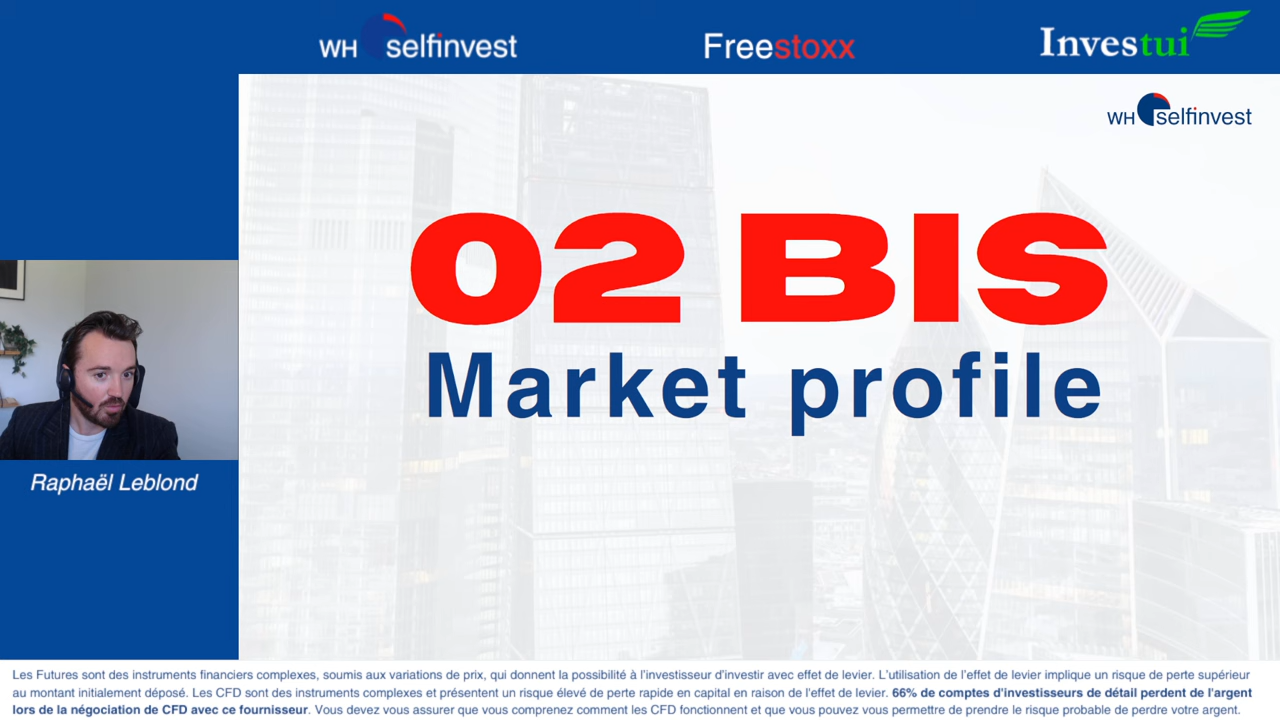 WH selfinvest
Freestoxx
Investui
WH selfinvest
02 BIS
Market profile
Raphaël Leblond
Les Futures sont des instruments financiers complexes, soumis aux variations de prix, qui donnent la possibilité à l'investisseur d'investir avec effet de levier. L'utilisation de l'effet de levier implique un risque de perte supérieur
au montant initialement déposé. Les CFD sont des instruments complexes et présentent un risque élevé de perte rapide en capital en raison de l'effet de levier. 66% de comptes d'investisseurs de détail perdent de l'argent
lors de la négociation de CFD avec ce fournisseur. Vous devez vous assurer que vous comprenez comment les CFD fonctionnent et que vous pouvez vous permettre de prendre le risque probable de perdre votre argent.